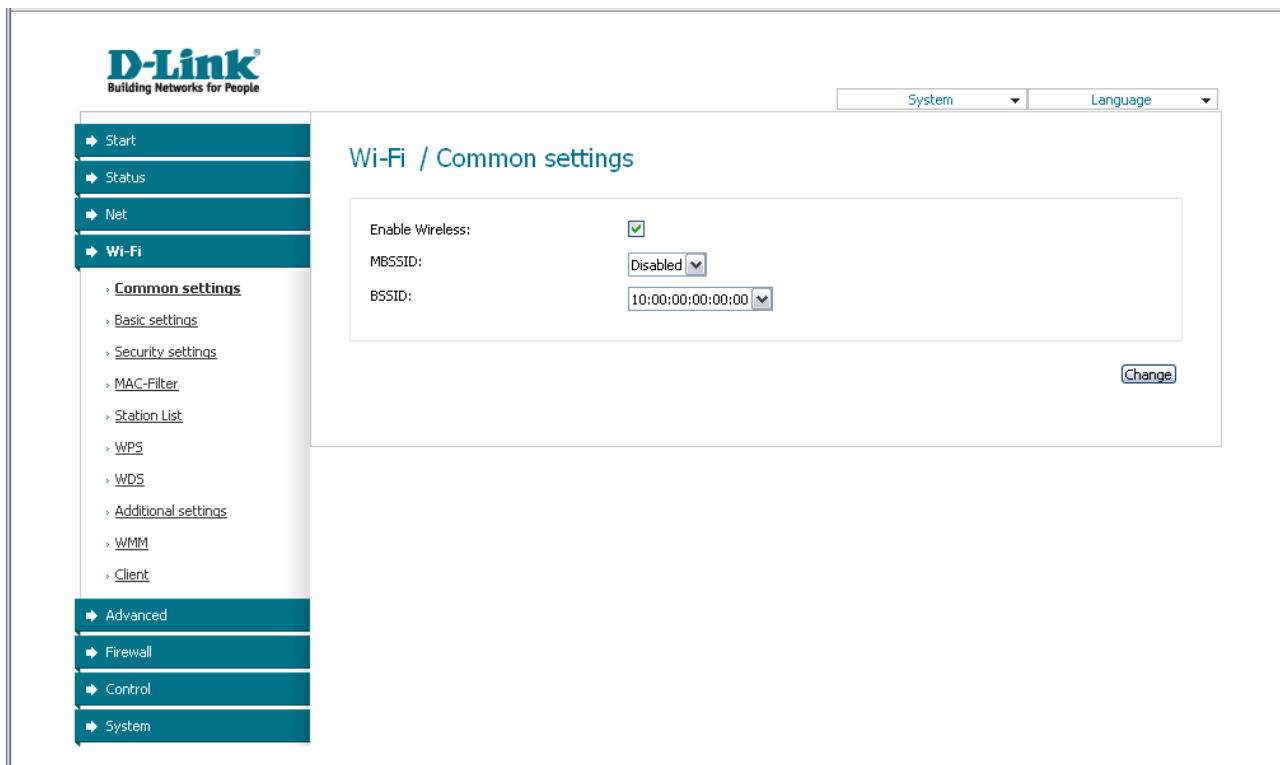 D-Link®
Building Networks for People
System
Language
Start
Status
Net
Wi-Fi
Common settings
Basic settings
Security settings
MAC-Filter
Station List
WPS
WDS
Additional settings
WMM
Client
Advanced
Firewall
Control
System
Wi-Fi / Common settings
Enable Wireless:
MBSSID: Disabled
BSSID: 10:00:00:00:00:00
Change